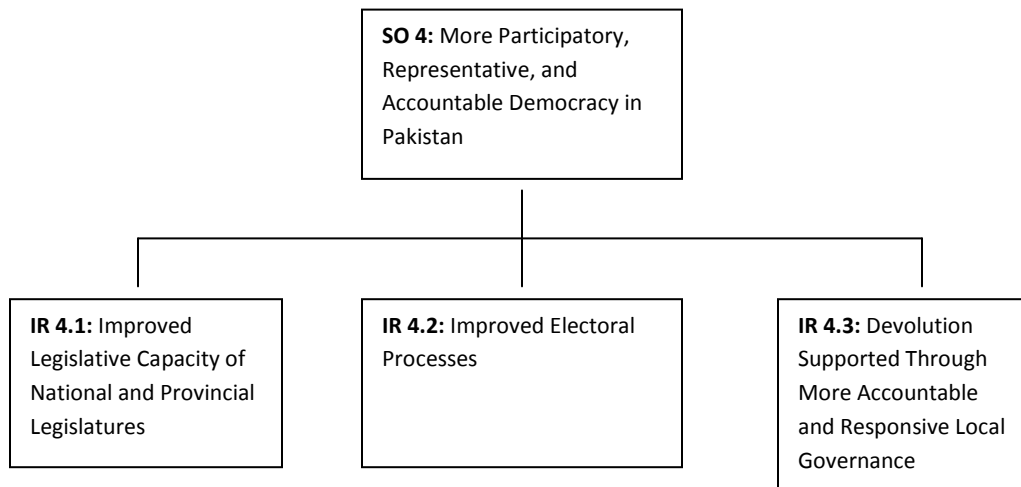 SO 4: More Participatory,
Representative, and
Accountable Democracy in
Pakistan
IR 4.1: Improved
Legislative Capacity of
National and Provincial
Legislatures
IR 4.2: Improved Electoral
Processes
IR 4.3: Devolution
Supported Through
More Accountable
and Responsive Local
Governance